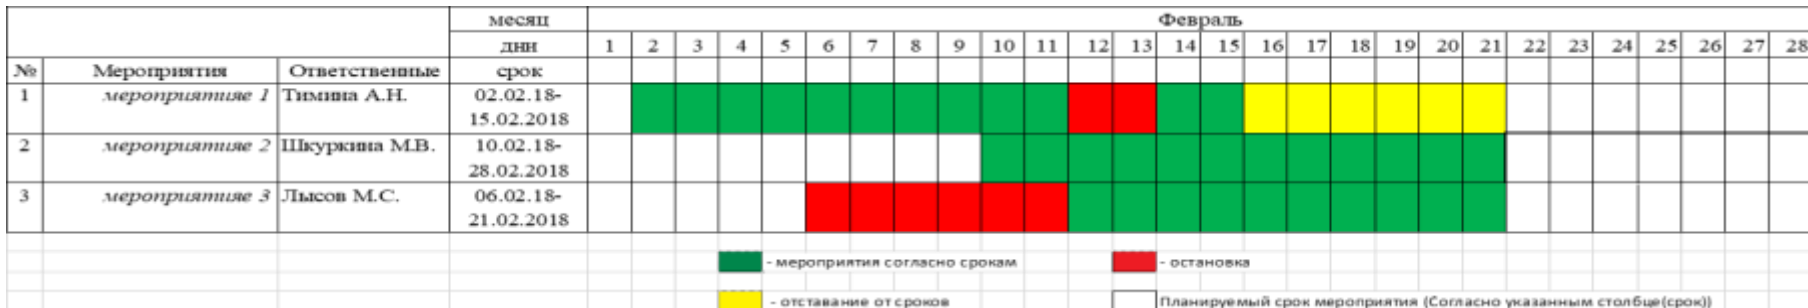 месяц Февраль
дни 1 2 3 4 5 6 7 8 9 10 11 12 13 14 15 16 17 18 19 20 21 22 23 24 25 26 27 28
№ Мероприятия Ответственные срок
1 мероприятияе 1 Тимина А.Н. 02.02.18-
15.02.2018
2 мероприятияе 2 Шкуркина М.В. 10.02.18-
28.02.2018
3 мероприятияе 3 Лысов М.С. 06.02.18-
21.02.2018
- мероприятия согласно срокам - остановка
- отставание от сроков Планируемый срок мероприятия (Согласно указанным столбце(срок))